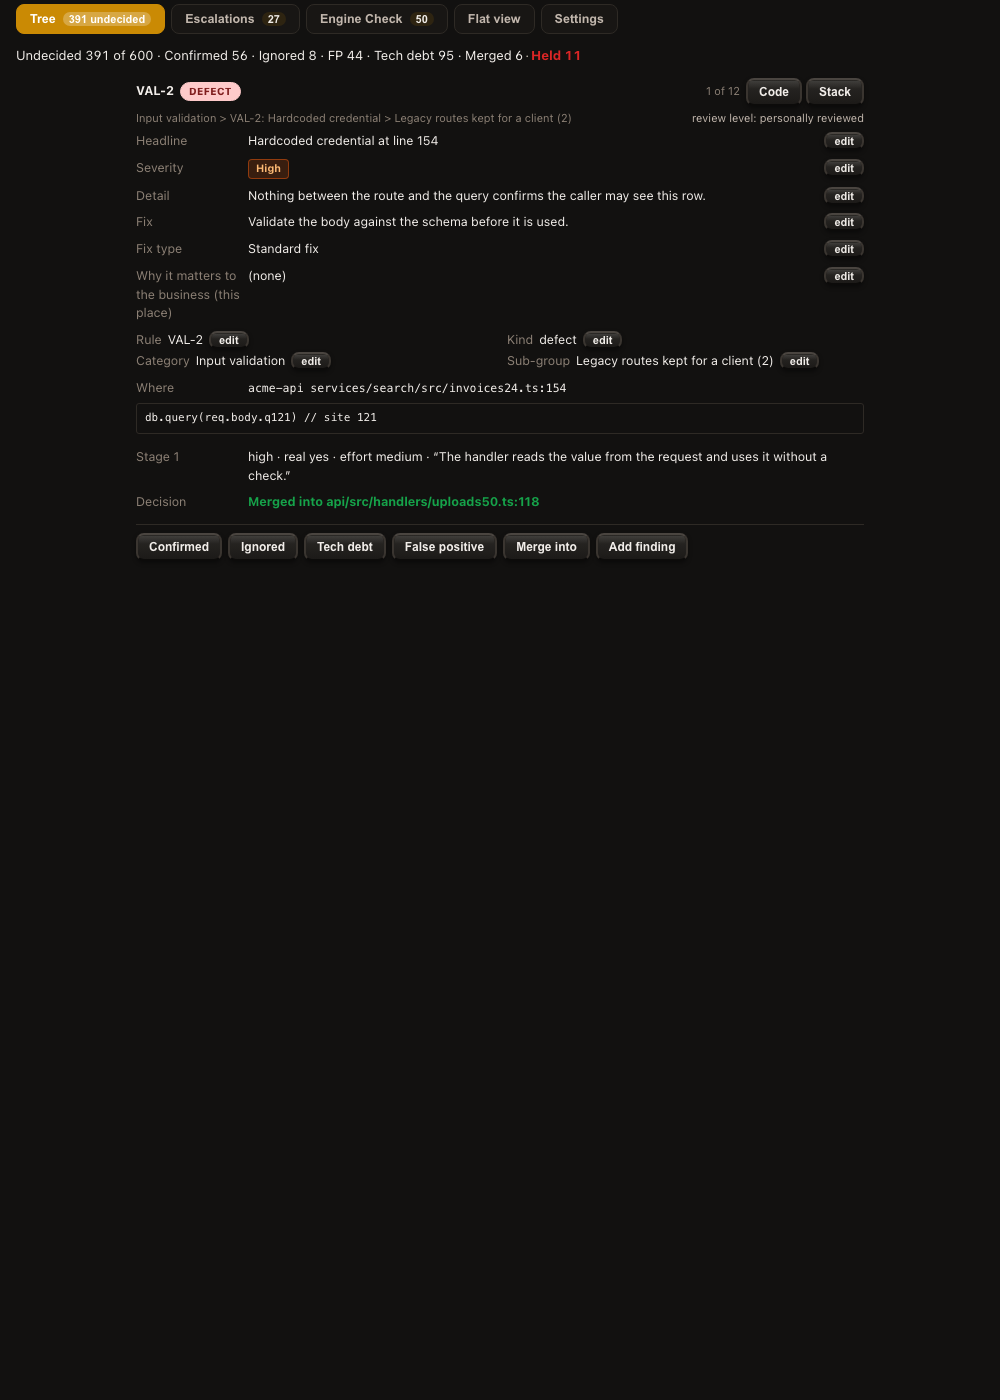 Tree 391 undecided Escalations 27 Engine Check 50 Flat view Settings
Undecided 391 of 600 · Confirmed 56 · Ignored 8 · FP 44 · Tech debt 95 · Merged 6 · Held 11
VAL-2 DEFECT 1 of 12 Code Stack
Input validation > VAL-2: Hardcoded credential > Legacy routes kept for a client (2) review level: personally reviewed
Headline Hardcoded credential at line 154 edit
Severity High edit
Detail Nothing between the route and the query confirms the caller may see this row. edit
Fix Validate the body against the schema before it is used. edit
Fix type Standard fix edit
Why it matters to (none) edit
the business (this
place)
Rule VAL-2 edit Kind defect edit
Category Input validation edit Sub-group Legacy routes kept for a client (2) edit
Where acme-api services/search/src/invoices24.ts:154
db.query(req.body.q121) // site 121
Stage 1 high · real yes · effort medium · “The handler reads the value from the request and uses it without a
check.”
Decision Merged into api/src/handlers/uploads50.ts:118
Confirmed Ignored Tech debt False positive Merge into Add finding